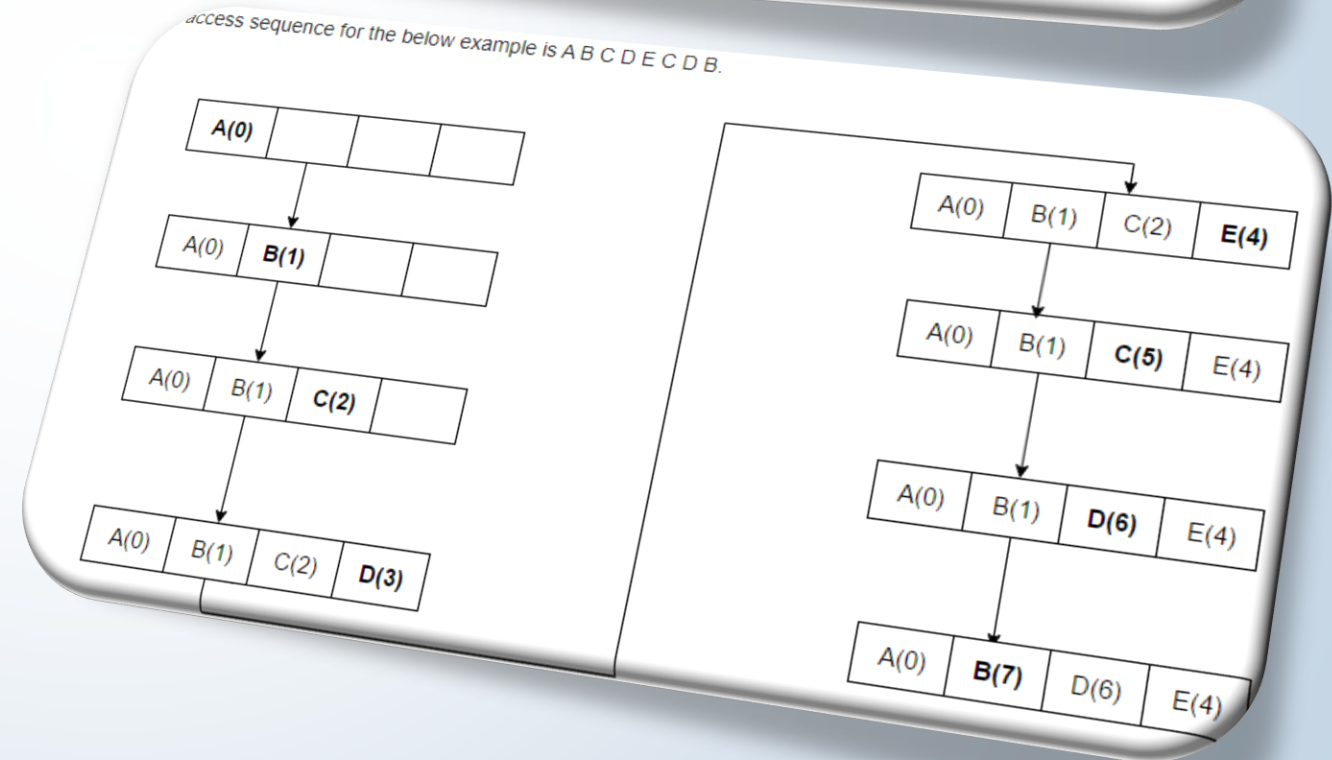 access sequence for the below example is A B C D E C D B.
A(0)
A(0) B(1)
A(0) B(1) C(2)
A(0) B(1) C(2) D(3)
A(0) B(1) C(2) E(4)
A(0) B(1) C(5) E(4)
A(0) B(1) D(6) E(4)
A(0) B(7) D(6) E(4)